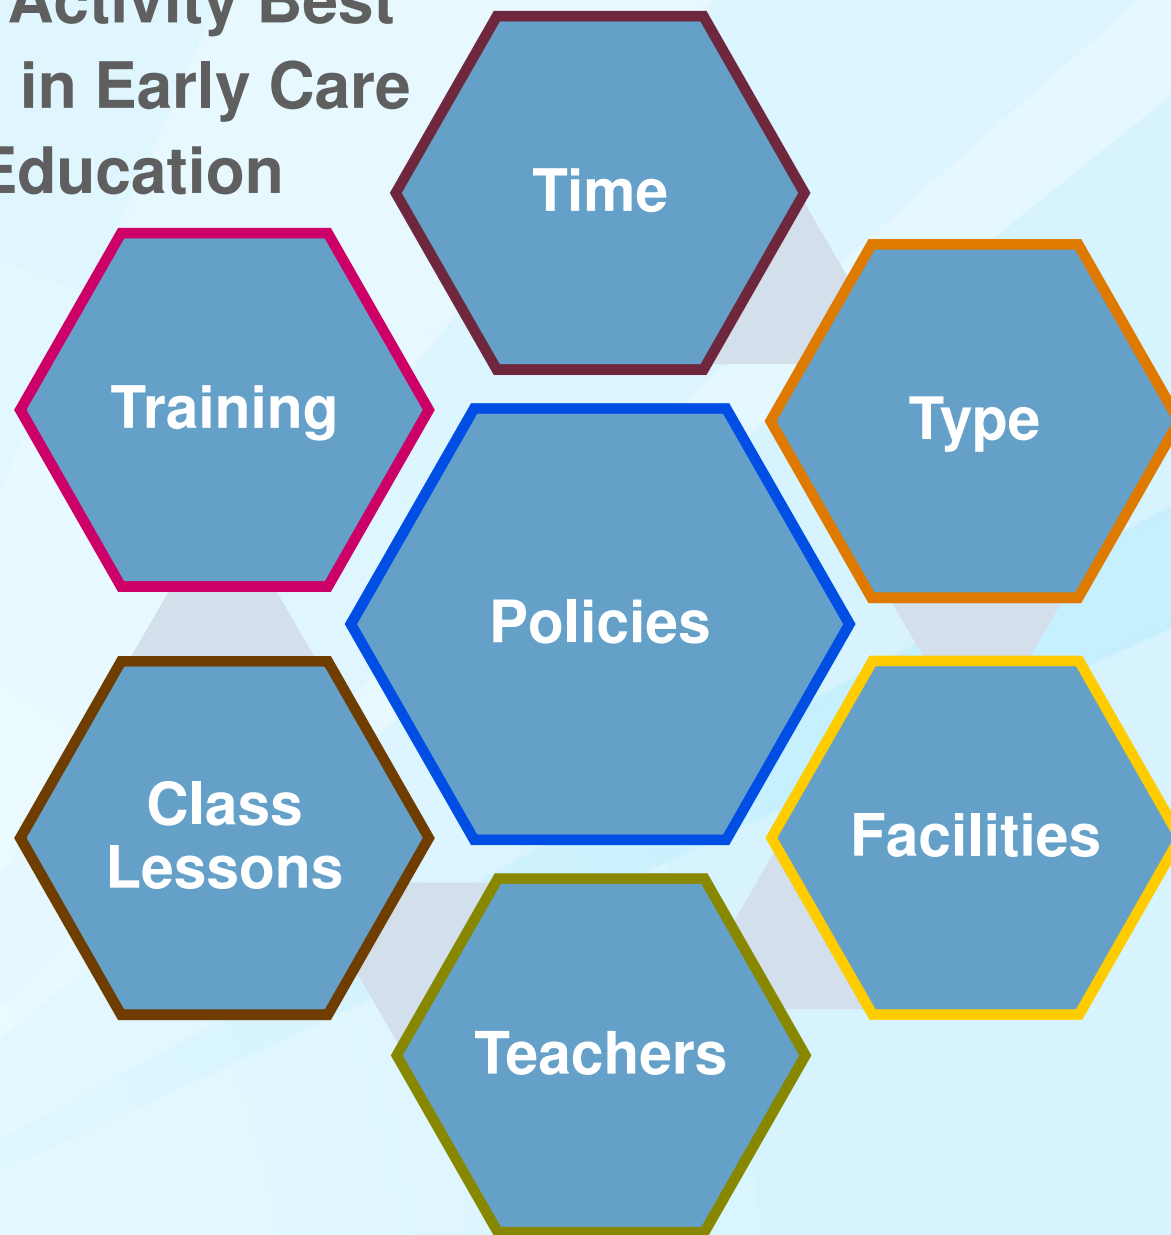 Activity Best
in Early Care
Education
Time
Training
Type
Policies
Class
Lessons
Facilities
Teachers